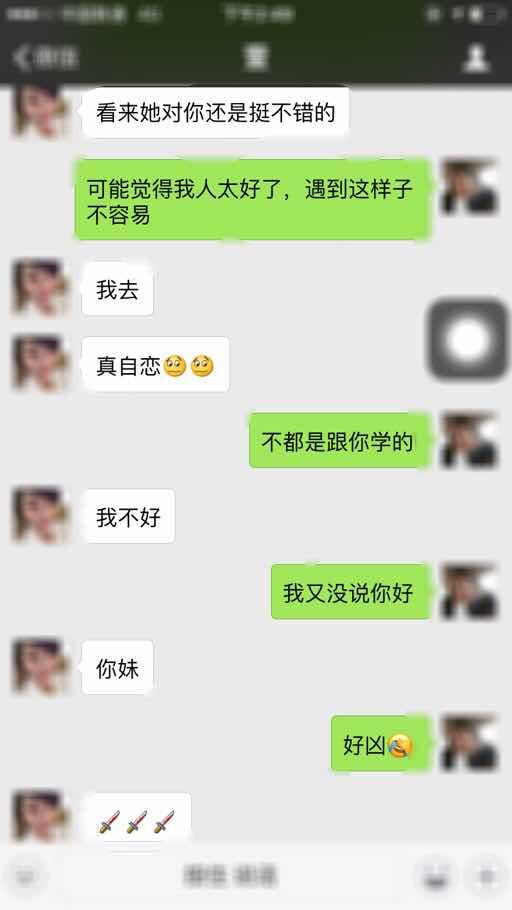 看来她对你还是挺不错的
可能觉得我人太好了，遇到这样子
不容易
我去
真自恋
不都是跟你学的
我不好
我又没说你好
你妹
好凶